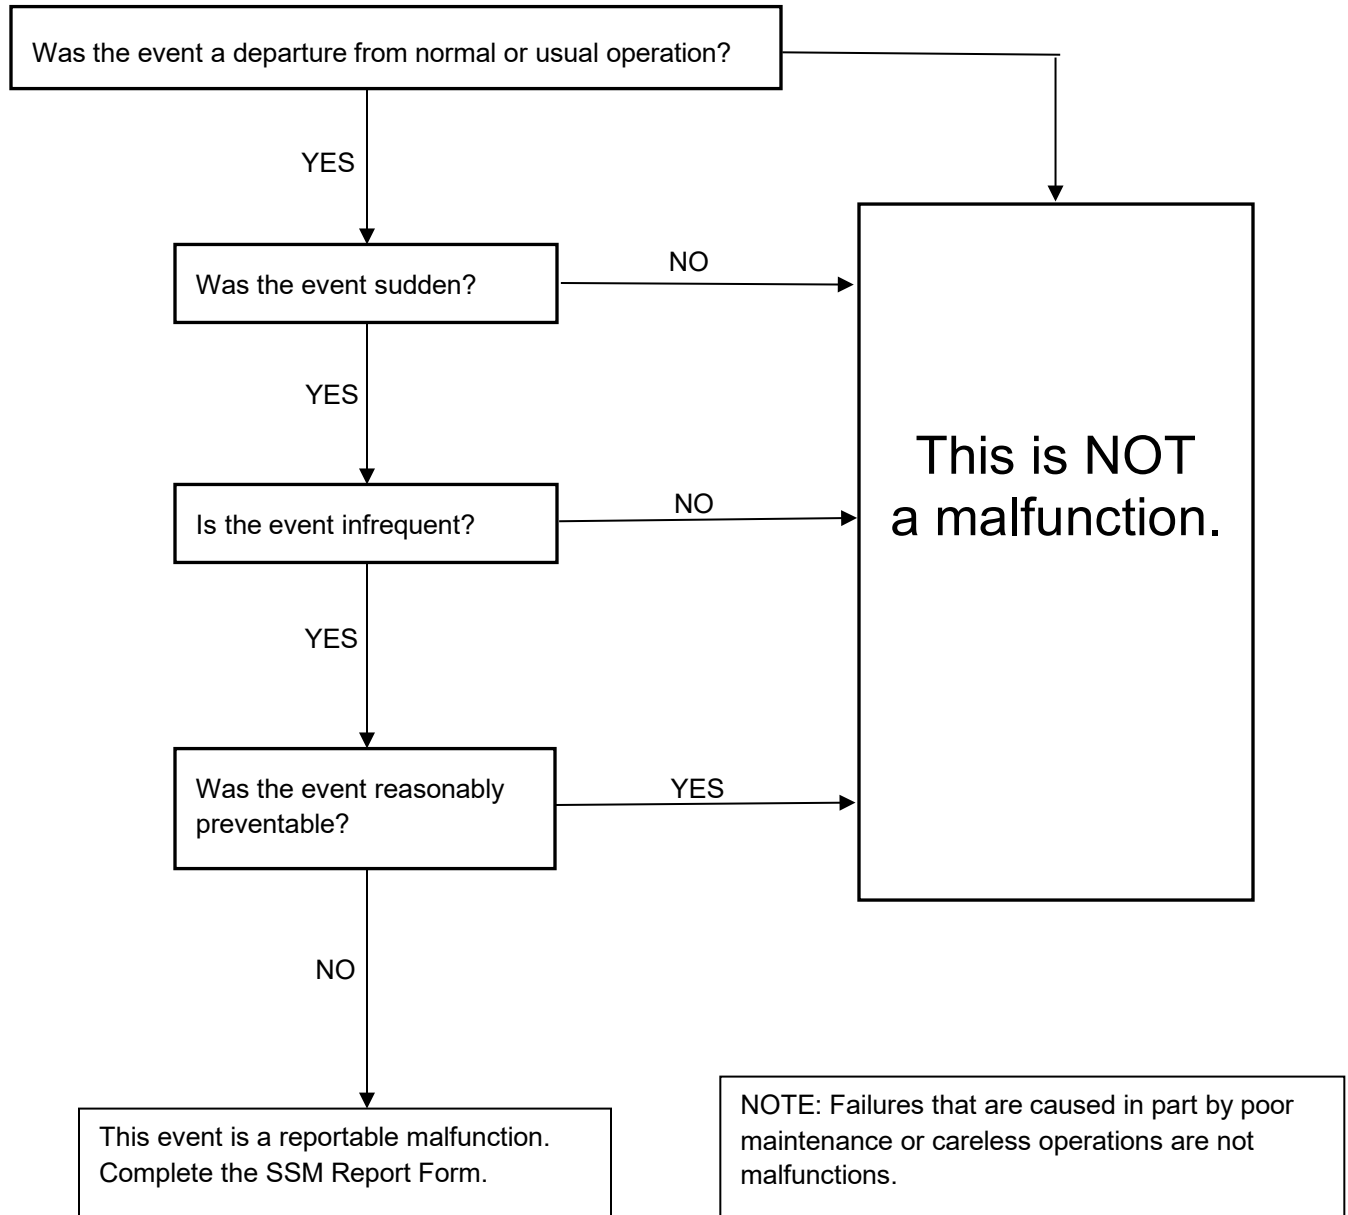 Was the event a departure from normal or usual operation?
YES
Was the event sudden?
NO
YES
Is the event infrequent?
NO
This is NOT
a malfunction.
YES
Was the event reasonably
preventable?
YES
NO
This event is a reportable malfunction.
Complete the SSM Report Form.
NOTE: Failures that are caused in part by poor
maintenance or careless operations are not
malfunctions.